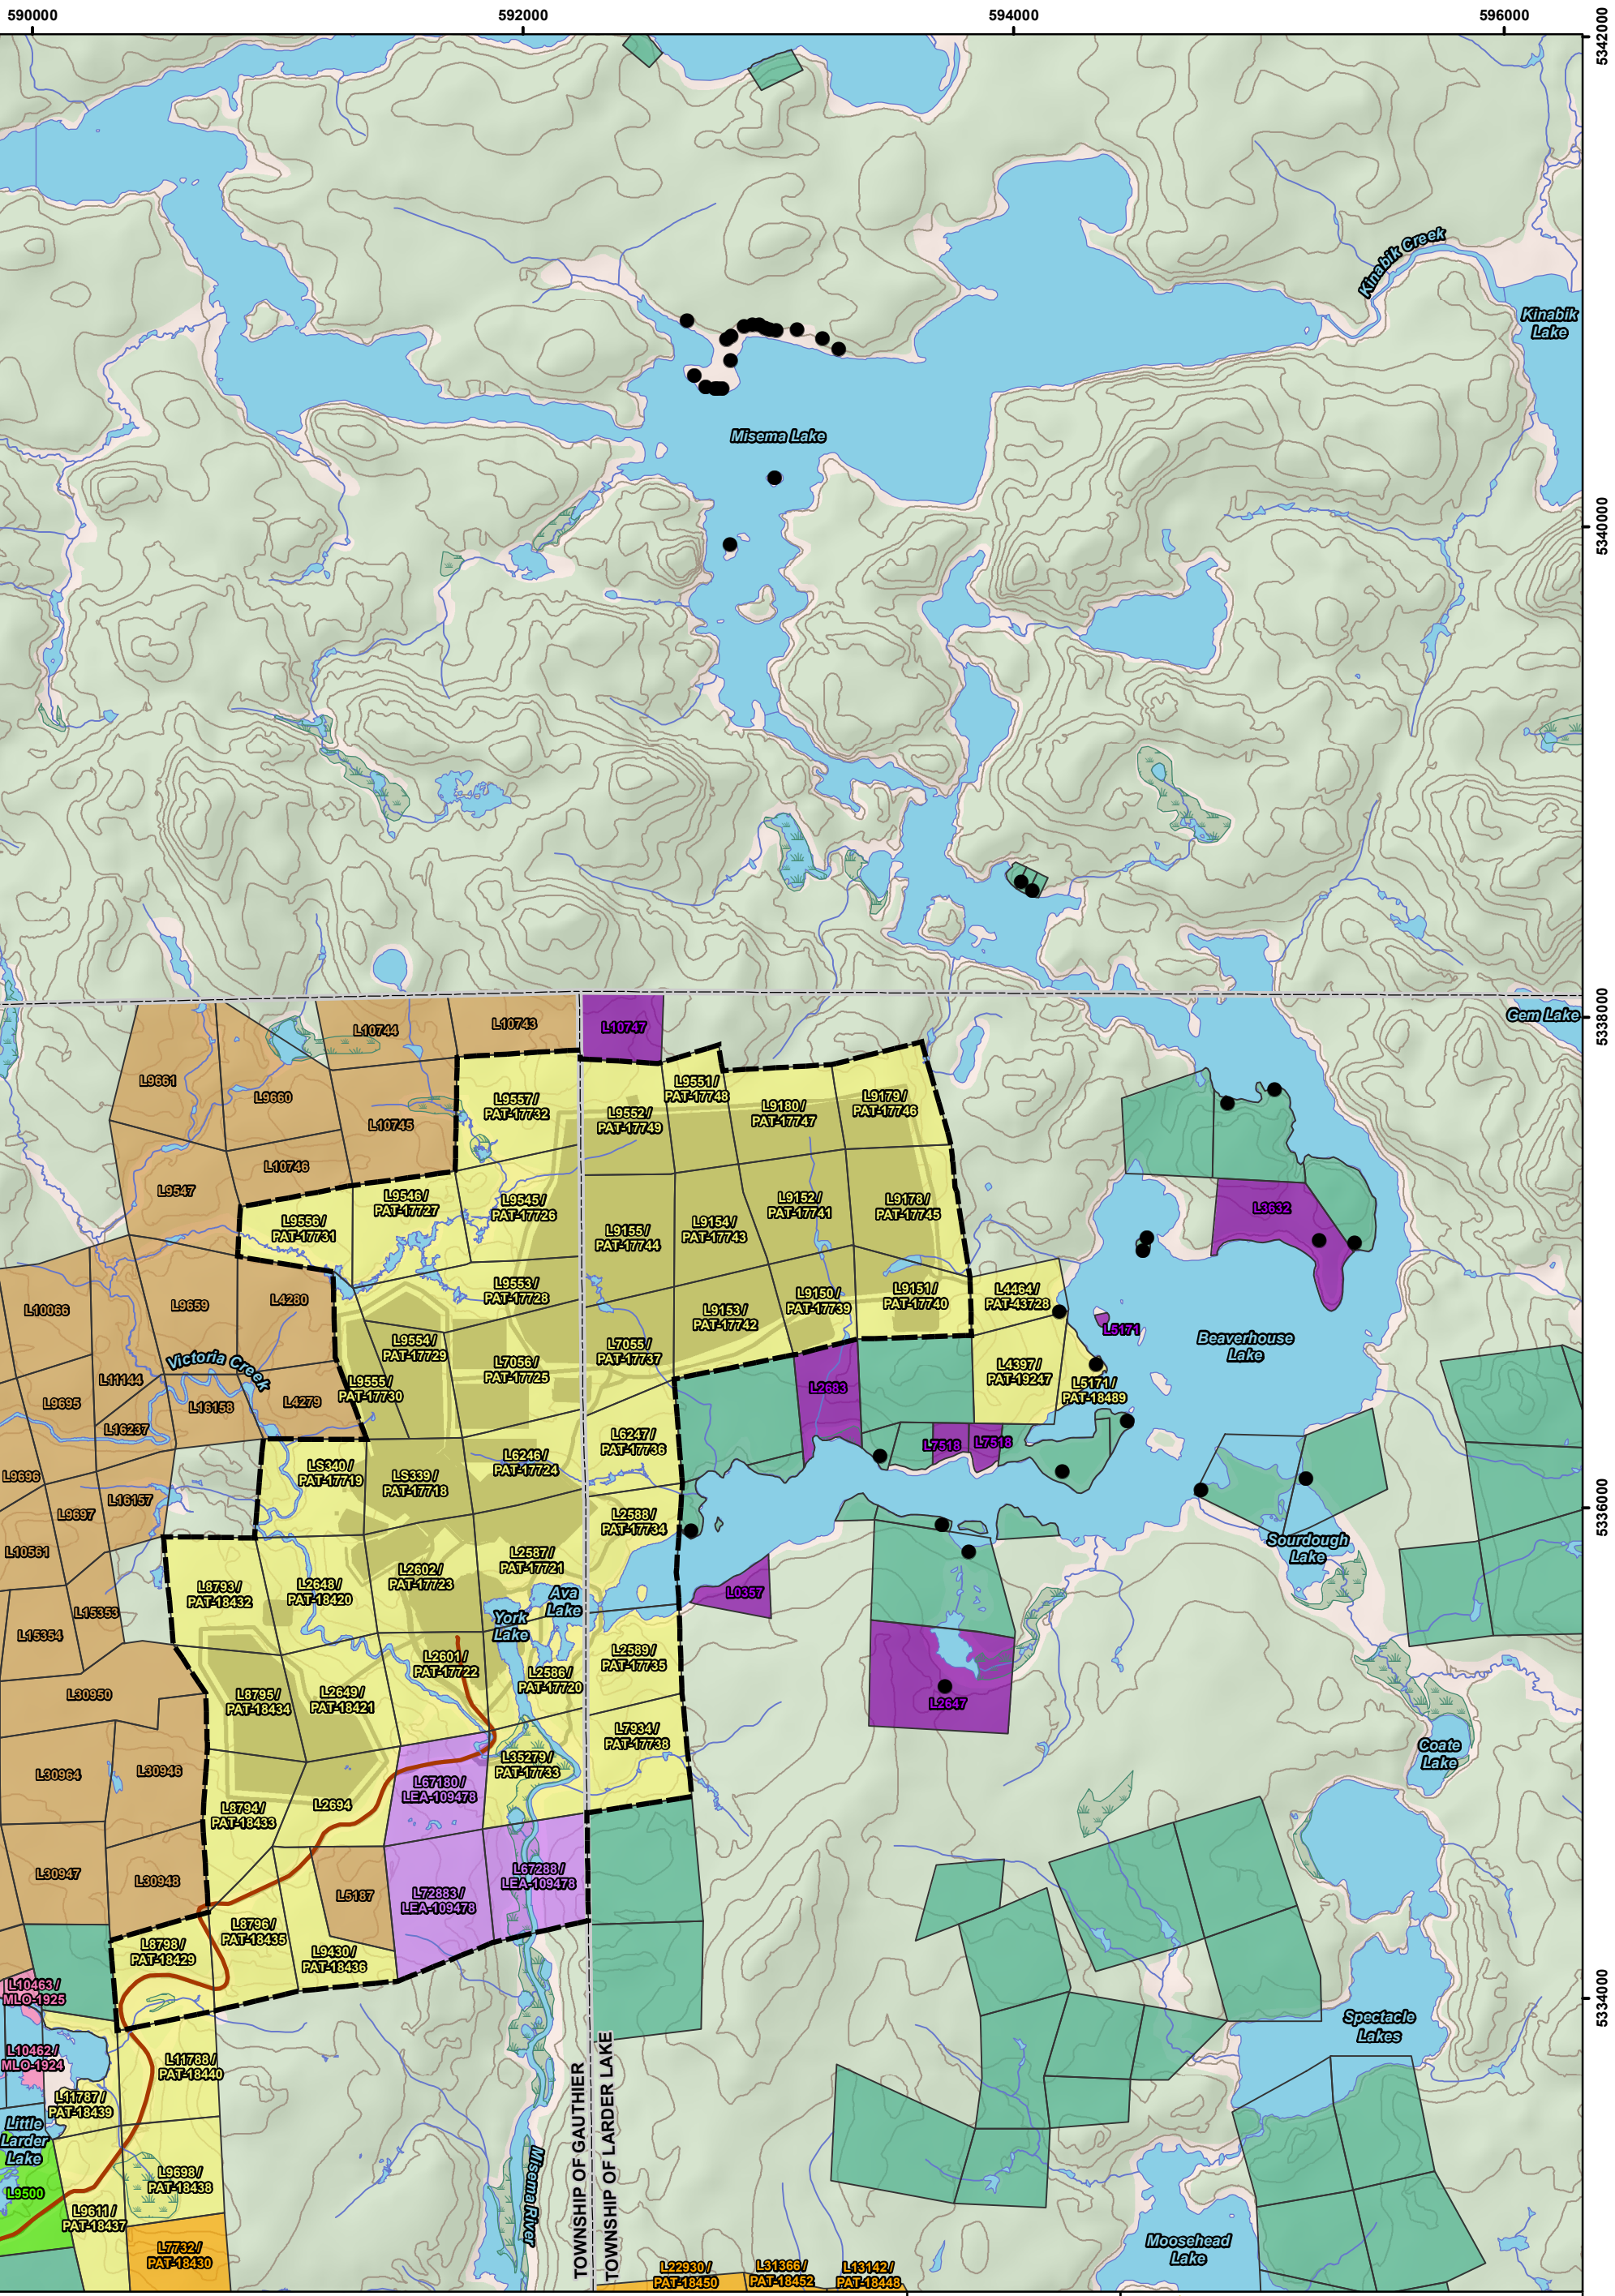 590000
592000
594000
596000
5342000
5340000
5338000
5336000
5334000
Kinabik Creek
Kinabik
Lake
Misema Lake
Gem Lake
L10744
L10743
L10747
L9661
L9660
L10745
L10746
L9547
L9557 /
PAT-17732
L9552 /
PAT-17749
L9551 /
PAT-17748
L9180 /
PAT-17747
L9179 /
PAT-17746
L9556 /
PAT-17731
L9546 /
PAT-17727
L9545 /
PAT-17726
L9155 /
PAT-17744
L9154 /
PAT-17743
L9152 /
PAT-17741
L9178 /
PAT-17745
L3632
L10066
L9659
L4280
L9553 /
PAT-17728
L9153 /
PAT-17742
L9150 /
PAT-17739
L9151 /
PAT-17740
L4464 /
PAT-43728
L5171
Beaverhouse
Lake
L9554 /
PAT-17729
L7055 /
PAT-17737
L7056 /
PAT-17725
L9555 /
PAT-17730
L4397 /
PAT-19247
L5171 /
PAT-18489
Victoria Creek
L11144
L9695
L16158
L4279
L16237
L2683
L7518
L7518
L6247 /
PAT-17736
L6246 /
PAT-17724
LS340 /
PAT-17719
LS339 /
PAT-17718
L9696
L9697
L16157
L10561
L2588 /
PAT-17734
L2587 /
PAT-17721
L2602 /
PAT-17723
L2648 /
PAT-18420
L8793 /
PAT-18432
Sourdough
Lake
L15353
L15354
Ava
Lake
York
Lake
L0357
L30950
L2601 /
PAT-17722
L2586 /
PAT-17720
L2589 /
PAT-17735
L8795 /
PAT-18434
L2649 /
PAT-18421
L2647
L7934 /
PAT-17738
L35279 /
PAT-17733
Coate
Lake
L30964
L30946
L67180 /
LEA-109478
L2694
L8794 /
PAT-18433
L30947
L30948
L5187
L72883 /
LEA-109478
L67288 /
LEA-109478
L8798 /
PAT-18429
L8796 /
PAT-18435
L9430 /
PAT-18436
L10463 /
MLO-1925
L10462 /
MLO-1924
L11788 /
PAT-18440
L11787 /
PAT-18439
Spectacle
Lakes
Little
Larder
Lake
L9500
L9698 /
PAT-18438
L9611 /
PAT-18437
L7732 /
PAT-18430
Misema River
TOWNSHIP OF GAUTHIER
TOWNSHIP OF LARDER LAKE
Moosehead
Lake
L22930 /
PAT-18450
L31366 /
PAT-18452
L13142 /
PAT-18448